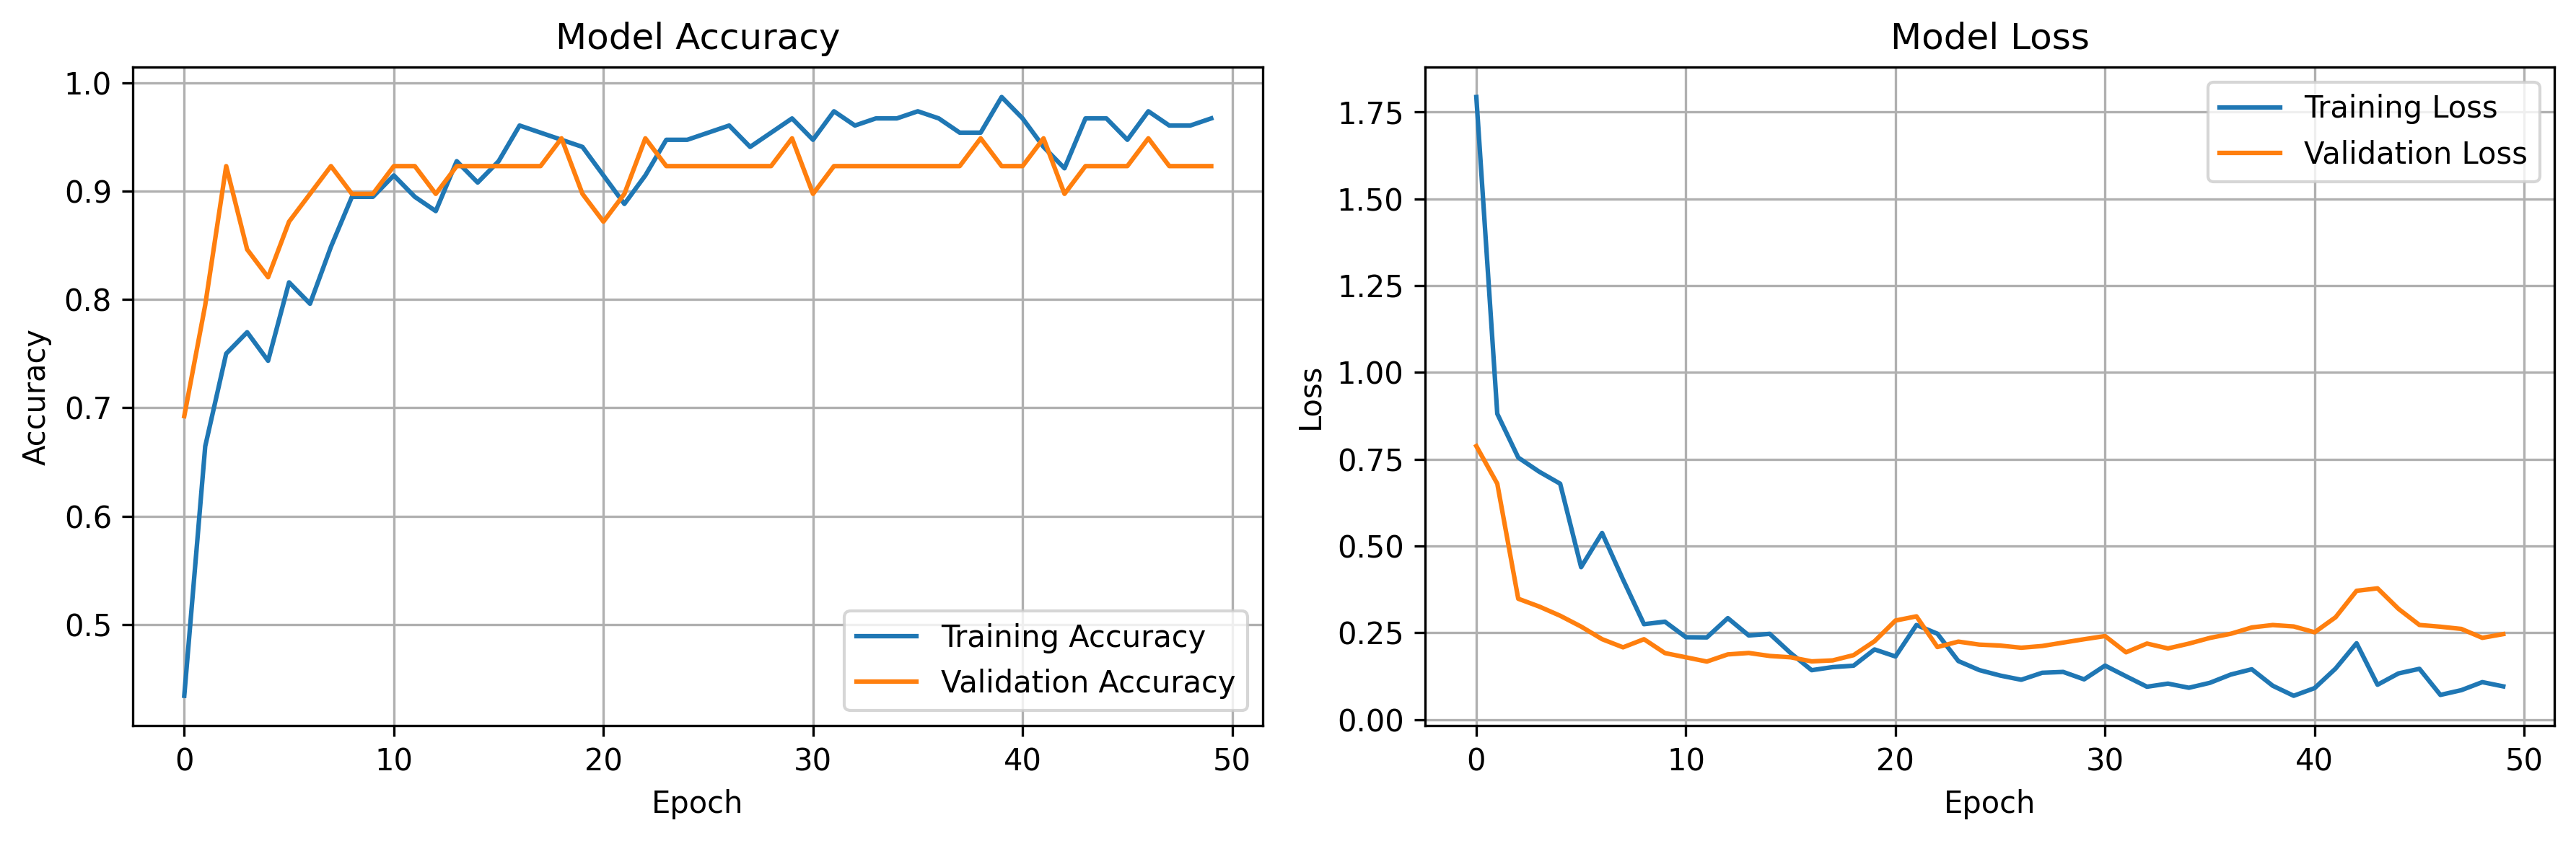 Model Accuracy
1.0
0.9
0.8
0.7
0.6
0.5
Accuracy
0
10
20
30
40
50
Epoch
Training Accuracy
Validation Accuracy
Model Loss
1.75
1.50
1.25
1.00
0.75
0.50
0.25
0.00
Loss
0
10
20
30
40
50
Epoch
Training Loss
Validation Loss